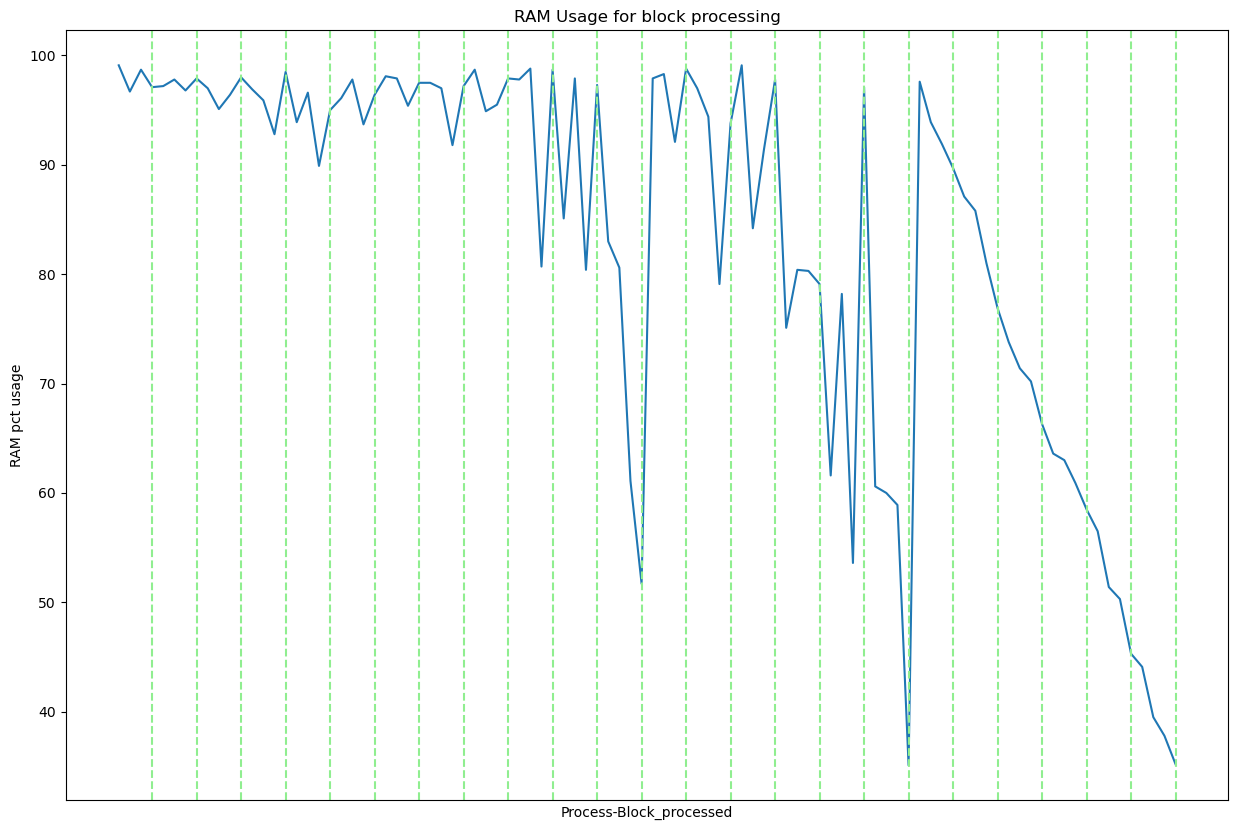 RAM Usage for block processing
100
90
80
70
60
50
40
RAM pct usage
Process-Block_processed